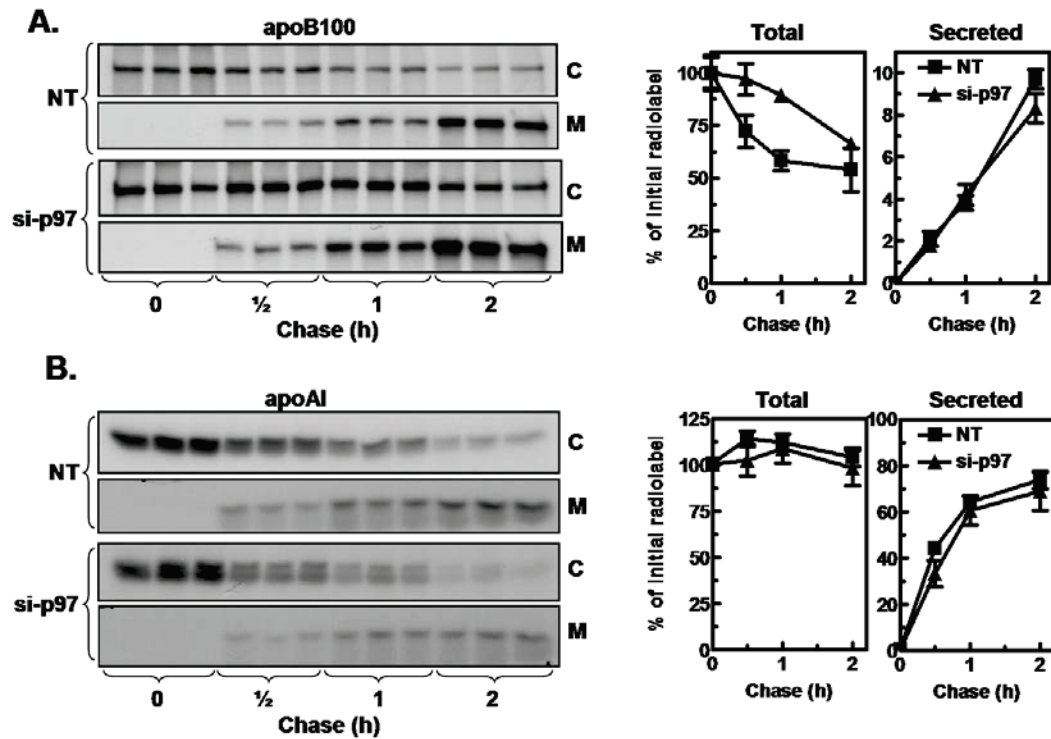 A.
apoB100
NT
C
M
si-p97
C
M
0 ½ 1 2
Chase (h)
Total
% of Initial radiolabel
100
75
50
25
0
0 1 2
Chase (h)
Secreted
NT
si-p97
10
8
6
4
2
0
0 1 2
Chase (h)
B.
apoAI
NT
C
M
si-p97
C
M
0 ½ 1 2
Chase (h)
Total
% of Initial radiolabel
125
100
75
50
25
0
0 1 2
Chase (h)
Secreted
NT
si-p97
100
80
60
40
20
0
0 1 2
Chase (h)